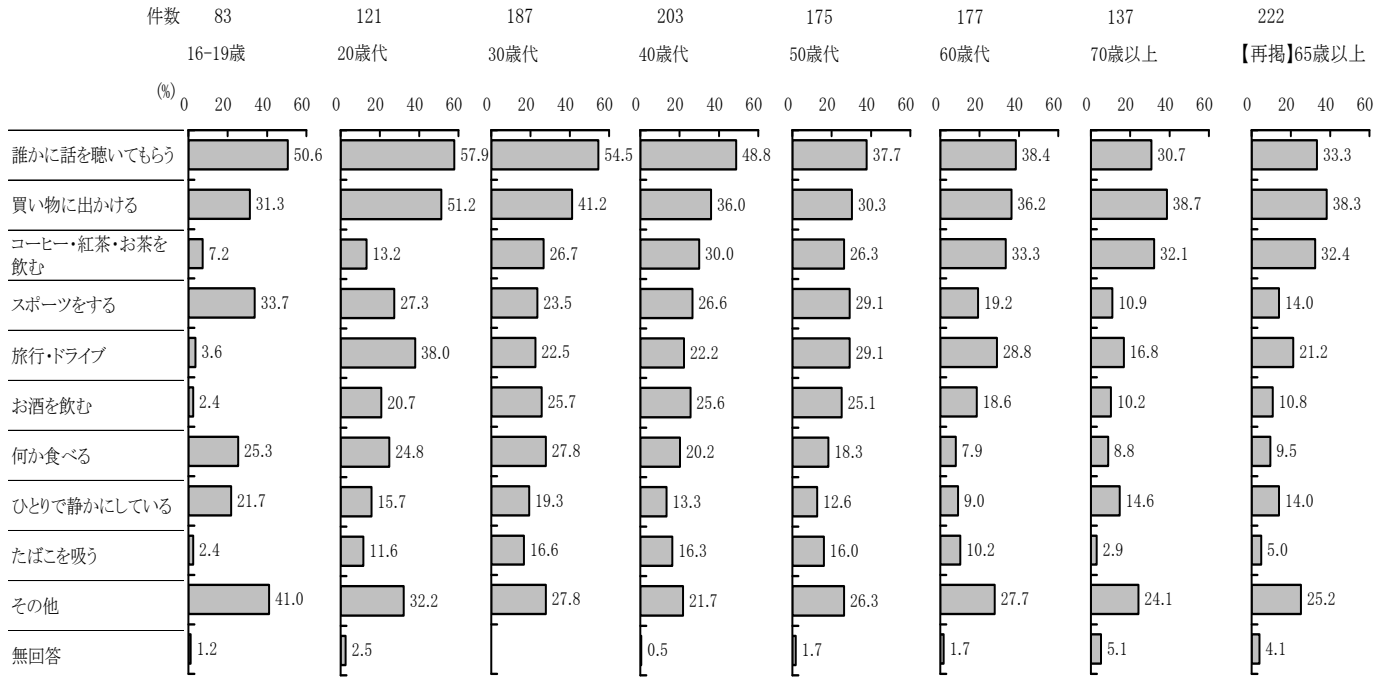 件数 83 121 187 203 175 177 137 222
16-19歳 20歳代 30歳代 40歳代 50歳代 60歳代 70歳以上 【再掲】65歳以上
(%) 0 20 40 60 0 20 40 60 0 20 40 60 0 20 40 60 0 20 40 60 0 20 40 60 0 20 40 60 0 20 40 60
誰かに話を聴いてもらう 50.6 57.9 54.5 48.8 37.7 38.4 30.7 33.3
買い物に出かける 31.3 51.2 41.2 36.0 30.3 36.2 38.7 38.3
コーヒー・紅茶・お茶を
飲む 7.2 13.2 26.7 30.0 26.3 33.3 32.1 32.4
スポーツをする 33.7 27.3 23.5 26.6 29.1 19.2 10.9 14.0
旅行・ドライブ 3.6 38.0 22.5 22.2 29.1 28.8 16.8 21.2
お酒を飲む 2.4 20.7 25.7 25.6 25.1 18.6 10.2 10.8
何か食べる 25.3 24.8 27.8 20.2 18.3 7.9 8.8 9.5
ひとりで静かにしている 21.7 15.7 19.3 13.3 12.6 9.0 14.6 14.0
たばこを吸う 2.4 11.6 16.6 16.3 16.0 10.2 2.9 5.0
その他 41.0 32.2 27.8 21.7 26.3 27.7 24.1 25.2
無回答 1.2 2.5 0.5 1.7 1.7 5.1 4.1